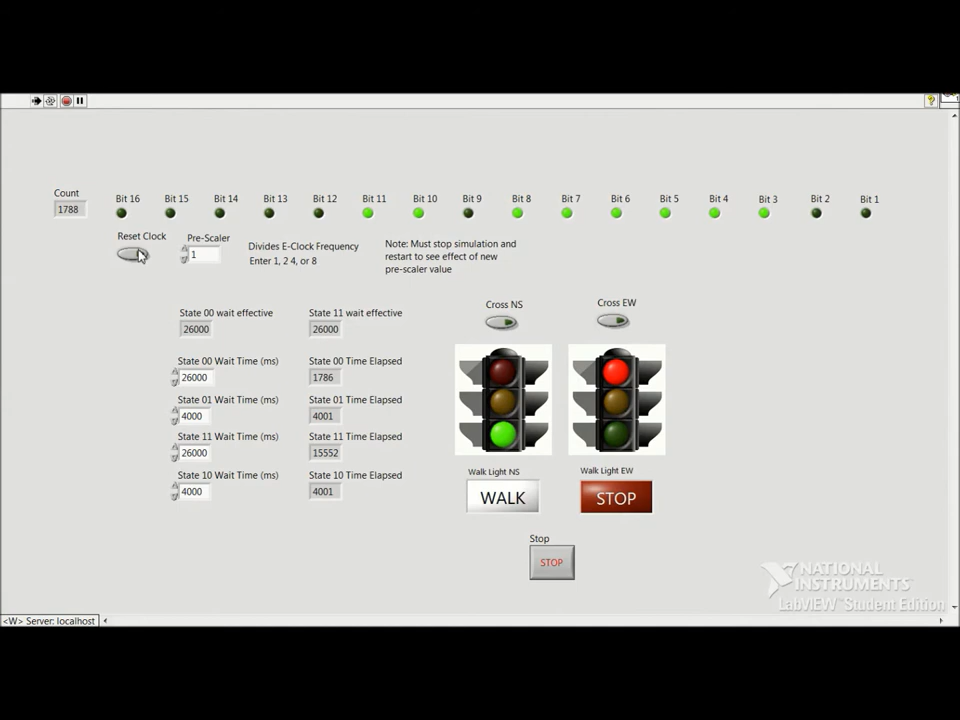 Count
1788
Bit 16 Bit 15 Bit 14 Bit 13 Bit 12 Bit 11 Bit 10 Bit 9 Bit 8 Bit 7 Bit 6 Bit 5 Bit 4 Bit 3 Bit 2 Bit 1
Reset Clock
Pre-Scaler
1
Divides E-Clock Frequency
Enter 1, 2 4, or 8
Note: Must stop simulation and
restart to see effect of new
pre-scaler value
State 00 wait effective
26000
State 11 wait effective
26000
State 00 Wait Time (ms)
26000
State 00 Time Elapsed
1786
State 01 Wait Time (ms)
4000
State 01 Time Elapsed
4001
State 11 Wait Time (ms)
26000
State 11 Time Elapsed
15552
State 10 Wait Time (ms)
4000
State 10 Time Elapsed
4001
Cross NS
Cross EW
Walk Light NS
WALK
Walk Light EW
STOP
Stop
STOP
NATIONAL
INSTRUMENTS
LabVIEW™ Student Edition
<W> Server: localhost